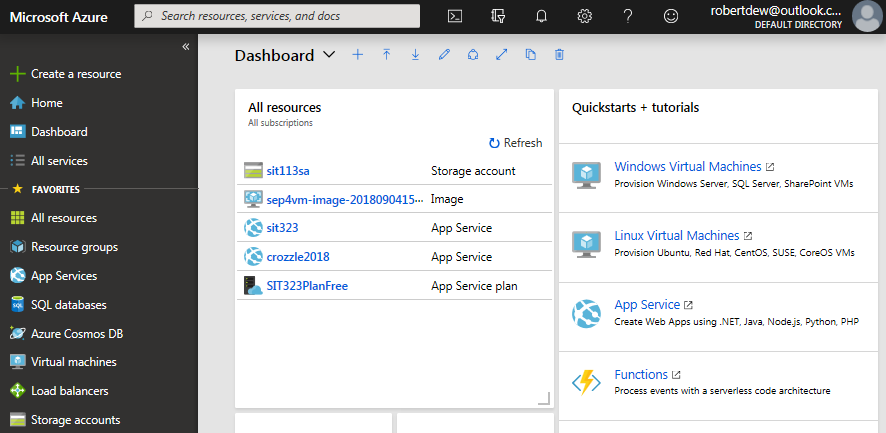 Microsoft Azure
Search resources, services, and docs
robertdew@outlook.c...
DEFAULT DIRECTORY
«
Create a resource
Home
Dashboard
All services
FAVORITES
All resources
Resource groups
App Services
SQL databases
Azure Cosmos DB
Virtual machines
Load balancers
Storage accounts
Dashboard
All resources
All subscriptions
Refresh
sit113sa Storage account
sep4vm-image-2018090415... Image
sit323 App Service
crozzle2018 App Service
SIT323PlanFree App Service plan
Quickstarts + tutorials
Windows Virtual Machines
Provision Windows Server, SQL Server, SharePoint VMs
Linux Virtual Machines
Provision Ubuntu, Red Hat, CentOS, SUSE, CoreOS VMs
App Service
Create Web Apps using .NET, Java, Node.js, Python, PHP
Functions
Process events with a serverless code architecture